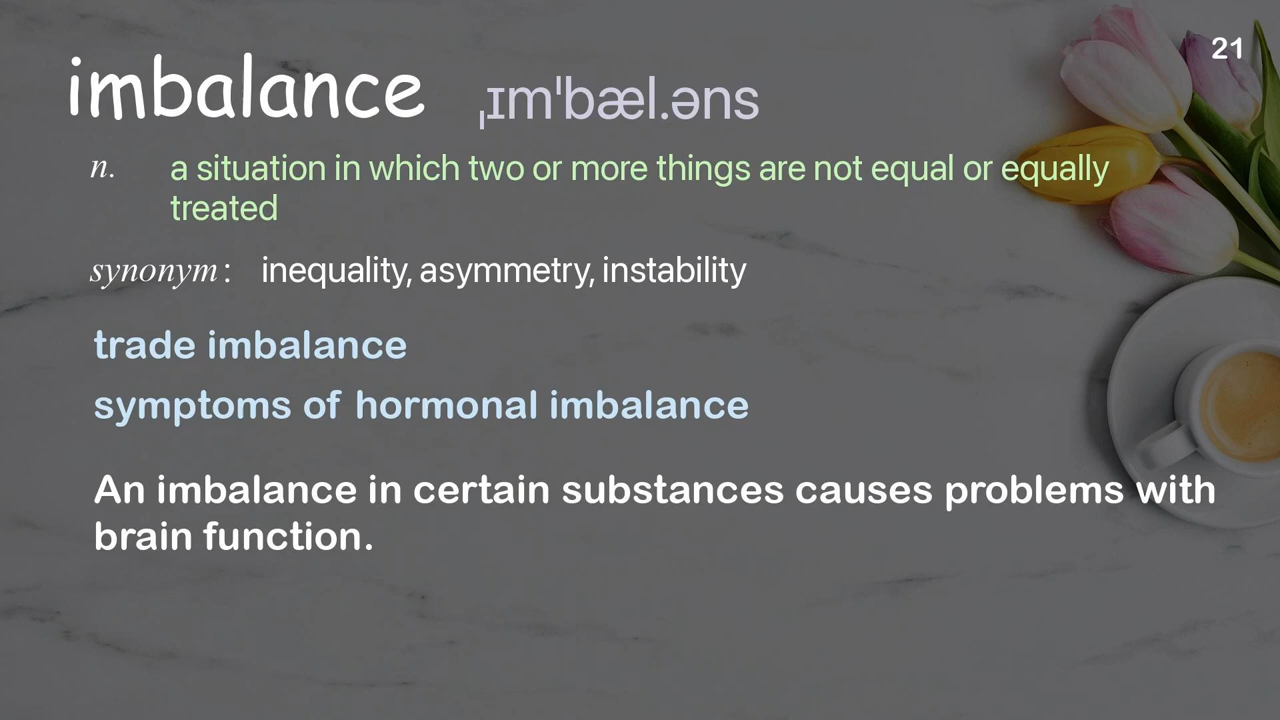 21
imbalance ˌɪmˈbæl.əns
n. a situation in which two or more things are not equal or equally
treated
synonym: inequality, asymmetry, instability
trade imbalance
symptoms of hormonal imbalance
An imbalance in certain substances causes problems with
brain function.